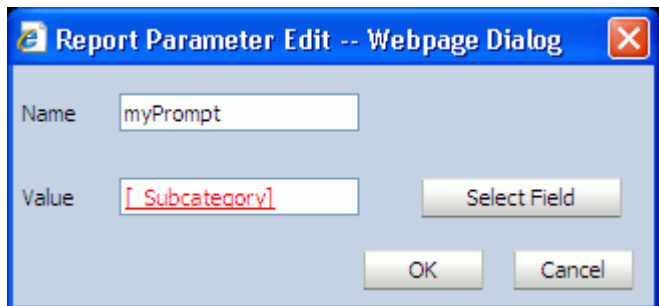 Report Parameter Edit -- Webpage Dialog
Name myPrompt
Value [_Subcategory] Select Field
OK Cancel